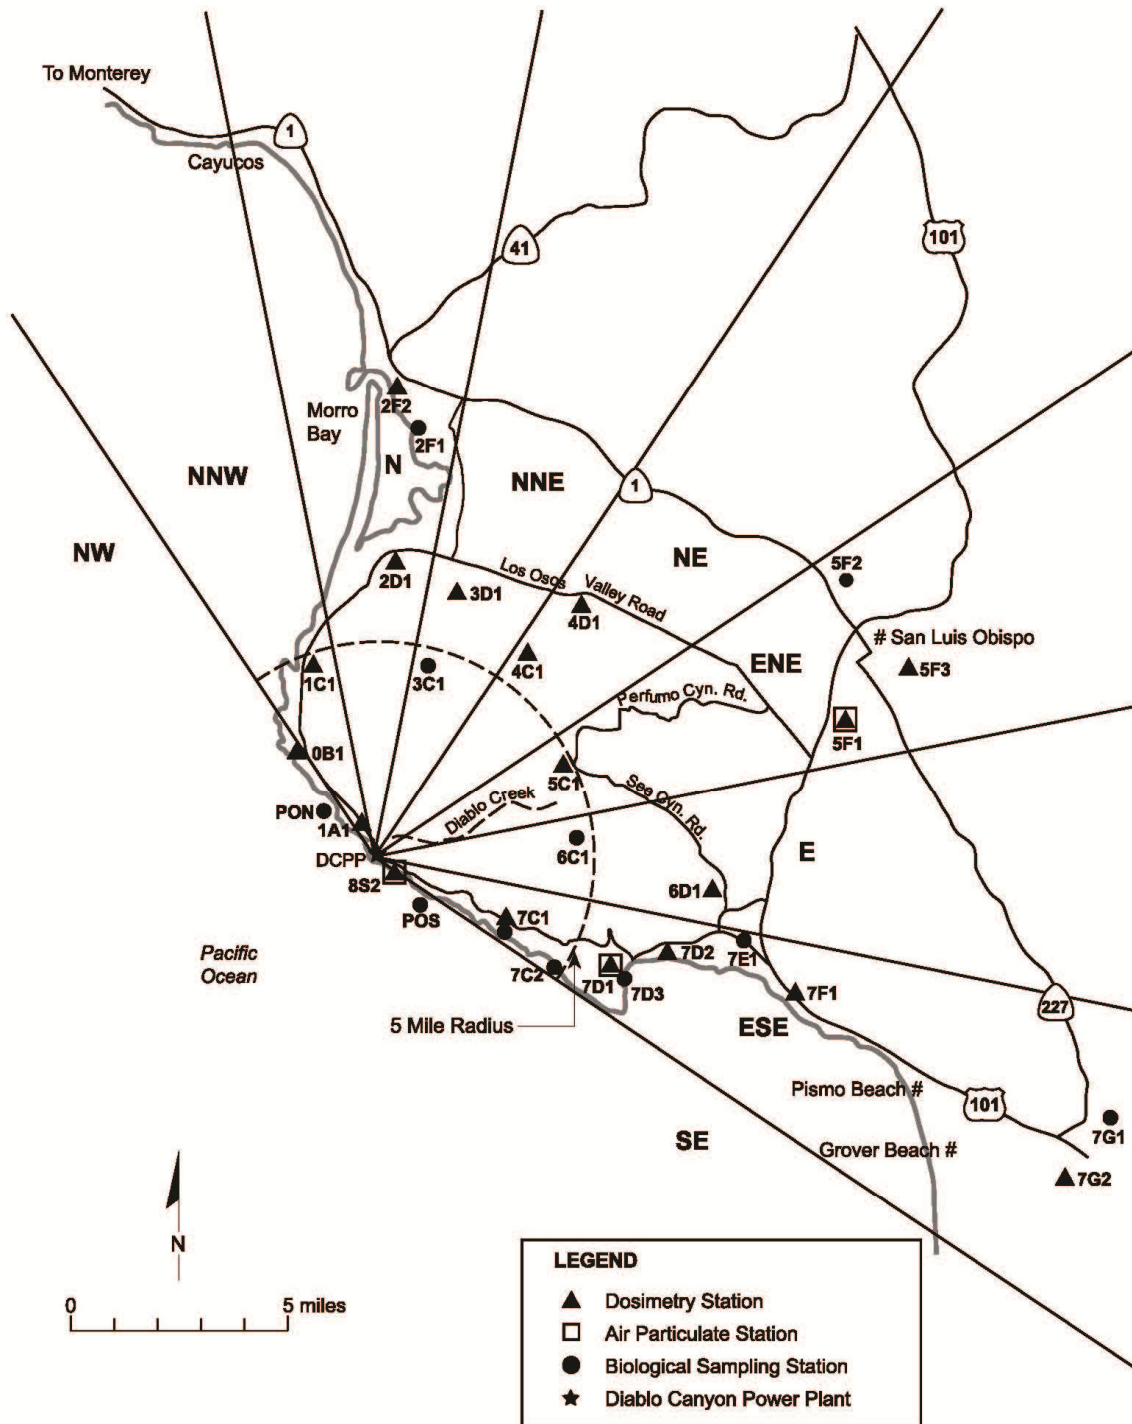 To Monterey
1
Cayucos
41
101
2F2
Morro
Bay
2F1
N
NNW
NNE
1
NW
NE
5F2
Los Osos
Valley Road
2D1
3D1
4D1
# San Luis Obispo
ENE
5F3
1C1
3C1
4C1
Perfumo Cyn. Rd.
5F1
0B1
5C1
See Cyn. Rd.
Diablo Creek
PON
1A1
DCPP
6C1
E
8S2
6D1
POS
7C1
7D2
7E1
Pacific
Ocean
7C2
7D1
7D3
7F1
227
5 Mile Radius
ESE
Pismo Beach #
101
7G1
SE
Grover Beach #
7G2
N
0
5 miles
LEGEND
Dosimetry Station
Air Particulate Station
Biological Sampling Station
Diablo Canyon Power Plant